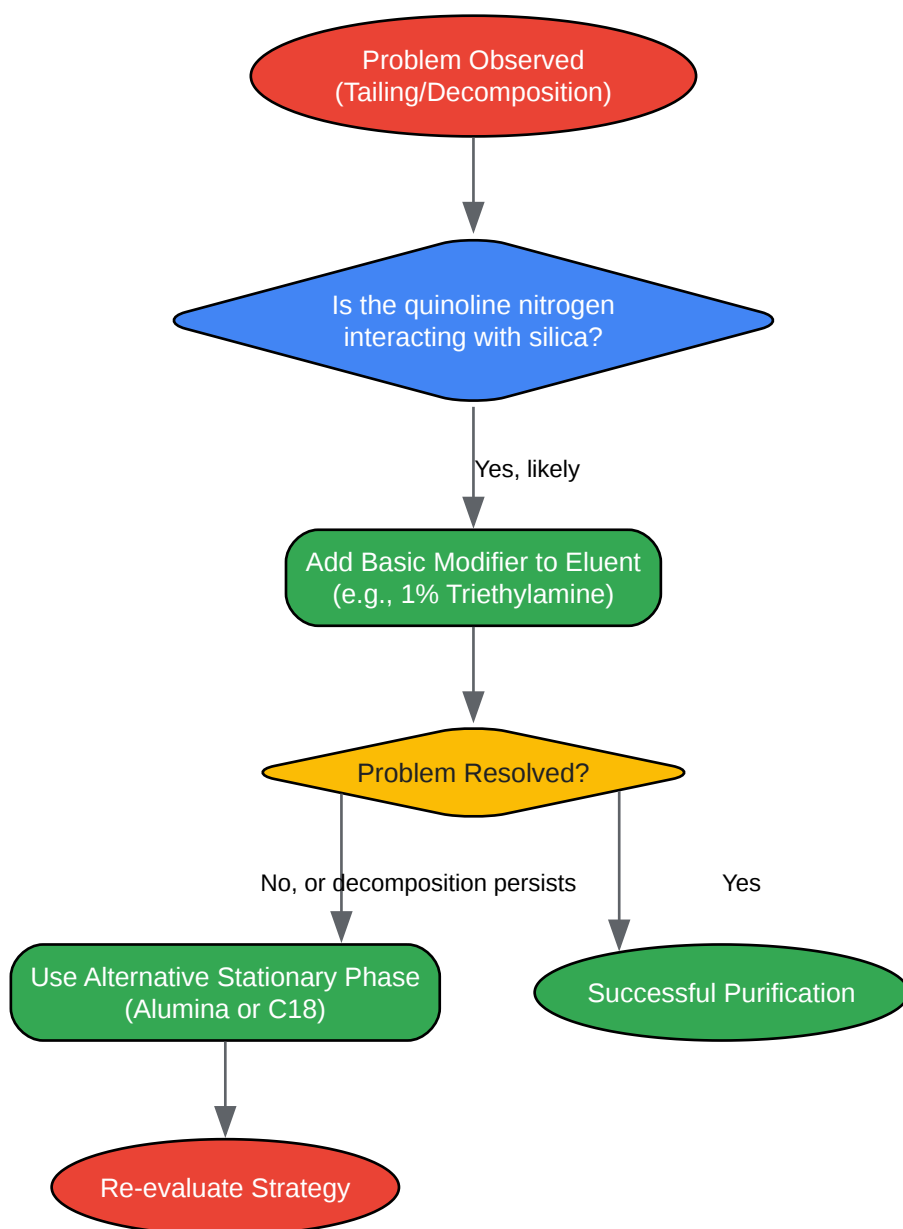 Problem Observed
(Tailing/Decomposition)
Is the quinoline nitrogen
interacting with silica?
Yes, likely
Add Basic Modifier to Eluent
(e.g., 1% Triethylamine)
Problem Resolved?
No, or decomposition persists
Yes
Use Alternative Stationary Phase
(Alumina or C18)
Successful Purification
Re-evaluate Strategy